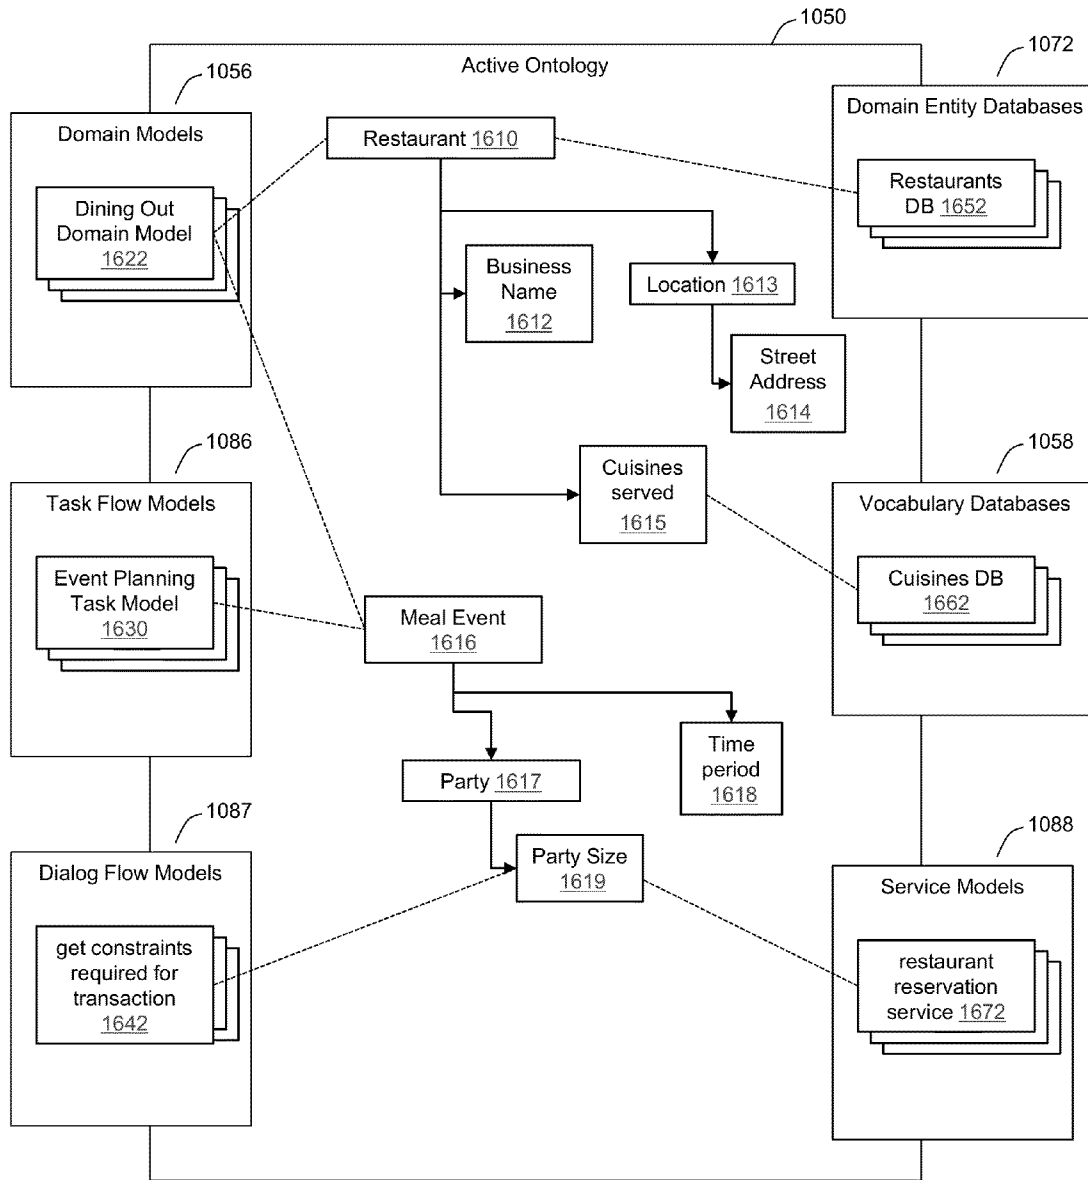 1050
Active Ontology
1056
Domain Models
Dining Out
Domain Model
1622
Restaurant 1610
1072
Domain Entity Databases
Restaurants
DB 1652
Business
Name
1612
Location 1613
Street
Address
1614
1086
Task Flow Models
Event Planning
Task Model
1630
Cuisines
served
1615
1058
Vocabulary Databases
Cuisines DB
1662
Meal Event
1616
Party 1617
Time
period
1618
1087
Dialog Flow Models
get constraints
required for
transaction
1642
Party Size
1619
1088
Service Models
restaurant
reservation
service 1672